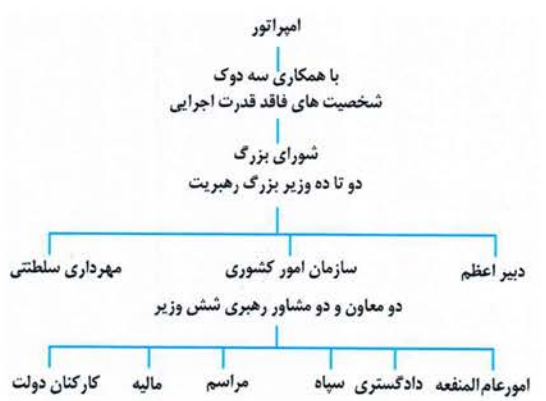 امپراتور
با همکاری سه دوک
شخصیت های فاقد قدرت اجرایی
شورای بزرگ
دو تا ده وزیر بزرگ رهبریت
دبیر اعظم سازمان امور کشوری مهرداری سلطنتی
دو معاون و دو مشاور رهبری شش وزیر
امورعام‌المنفعه دادگستری سپاه مراسم مالیه کارکنان دولت